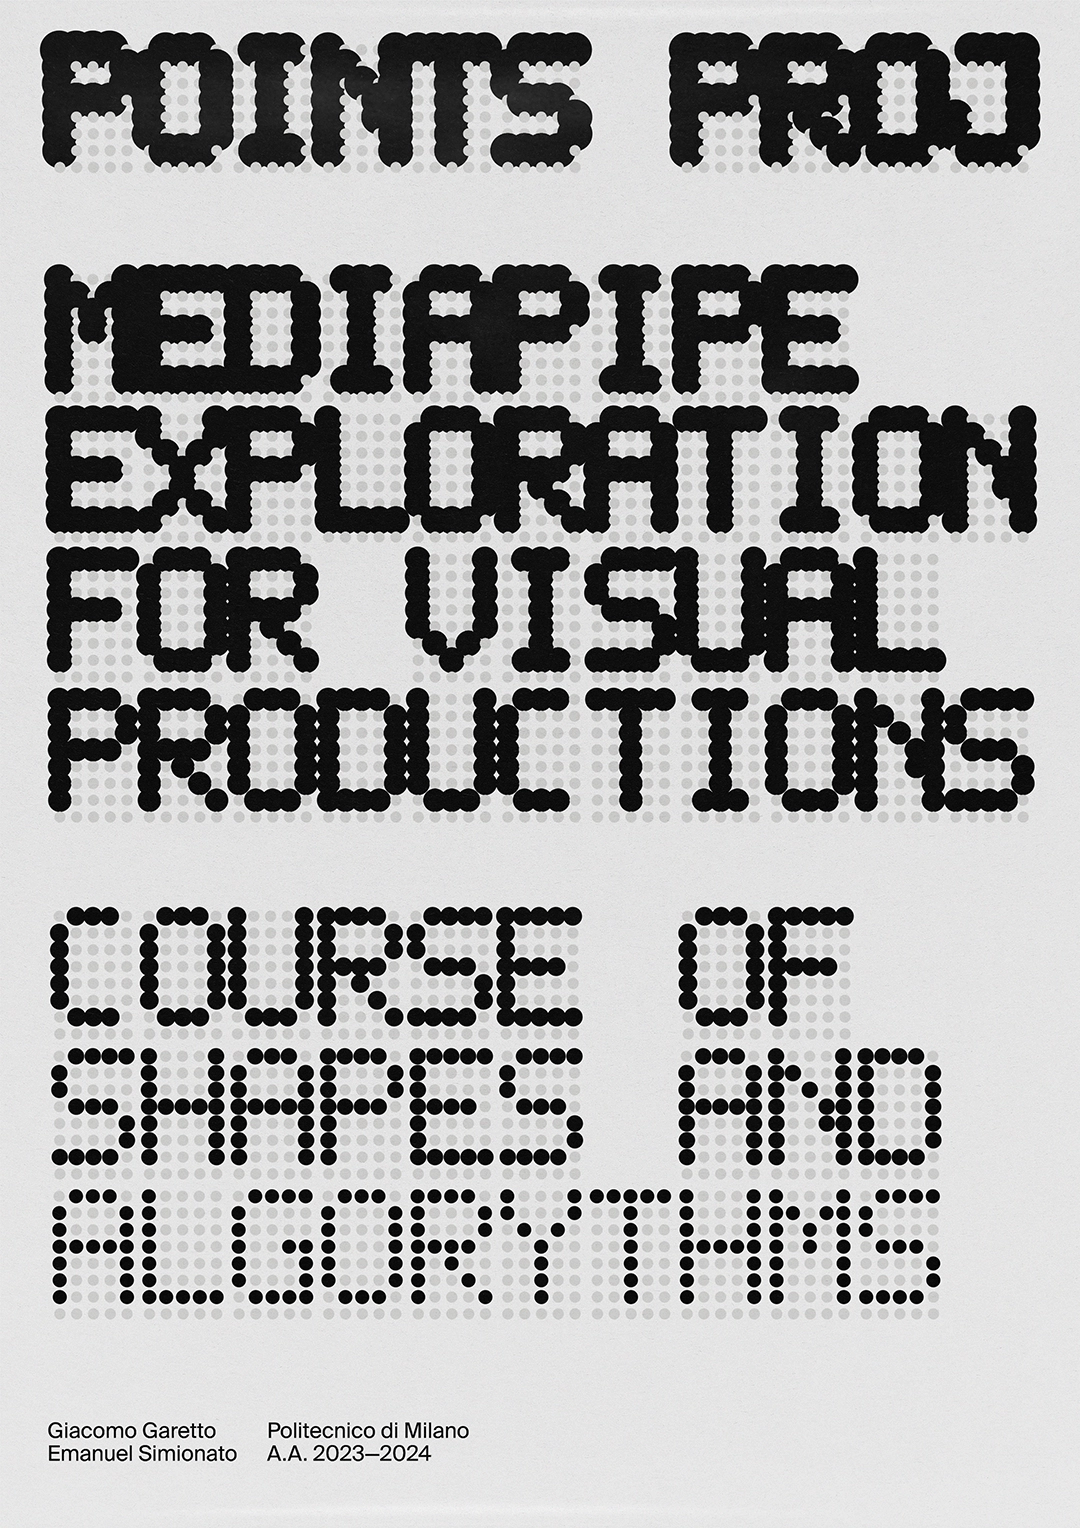 POINTS PROJ
MEDIAPIPE
EXPLORATION
FOR VISUAL
PRODUCTIONS
COURSE OF
SHAPES AND
ALGORYTHMS
Giacomo Garetto
Emanuel Simionato
Politecnico di Milano
A.A. 2023—2024